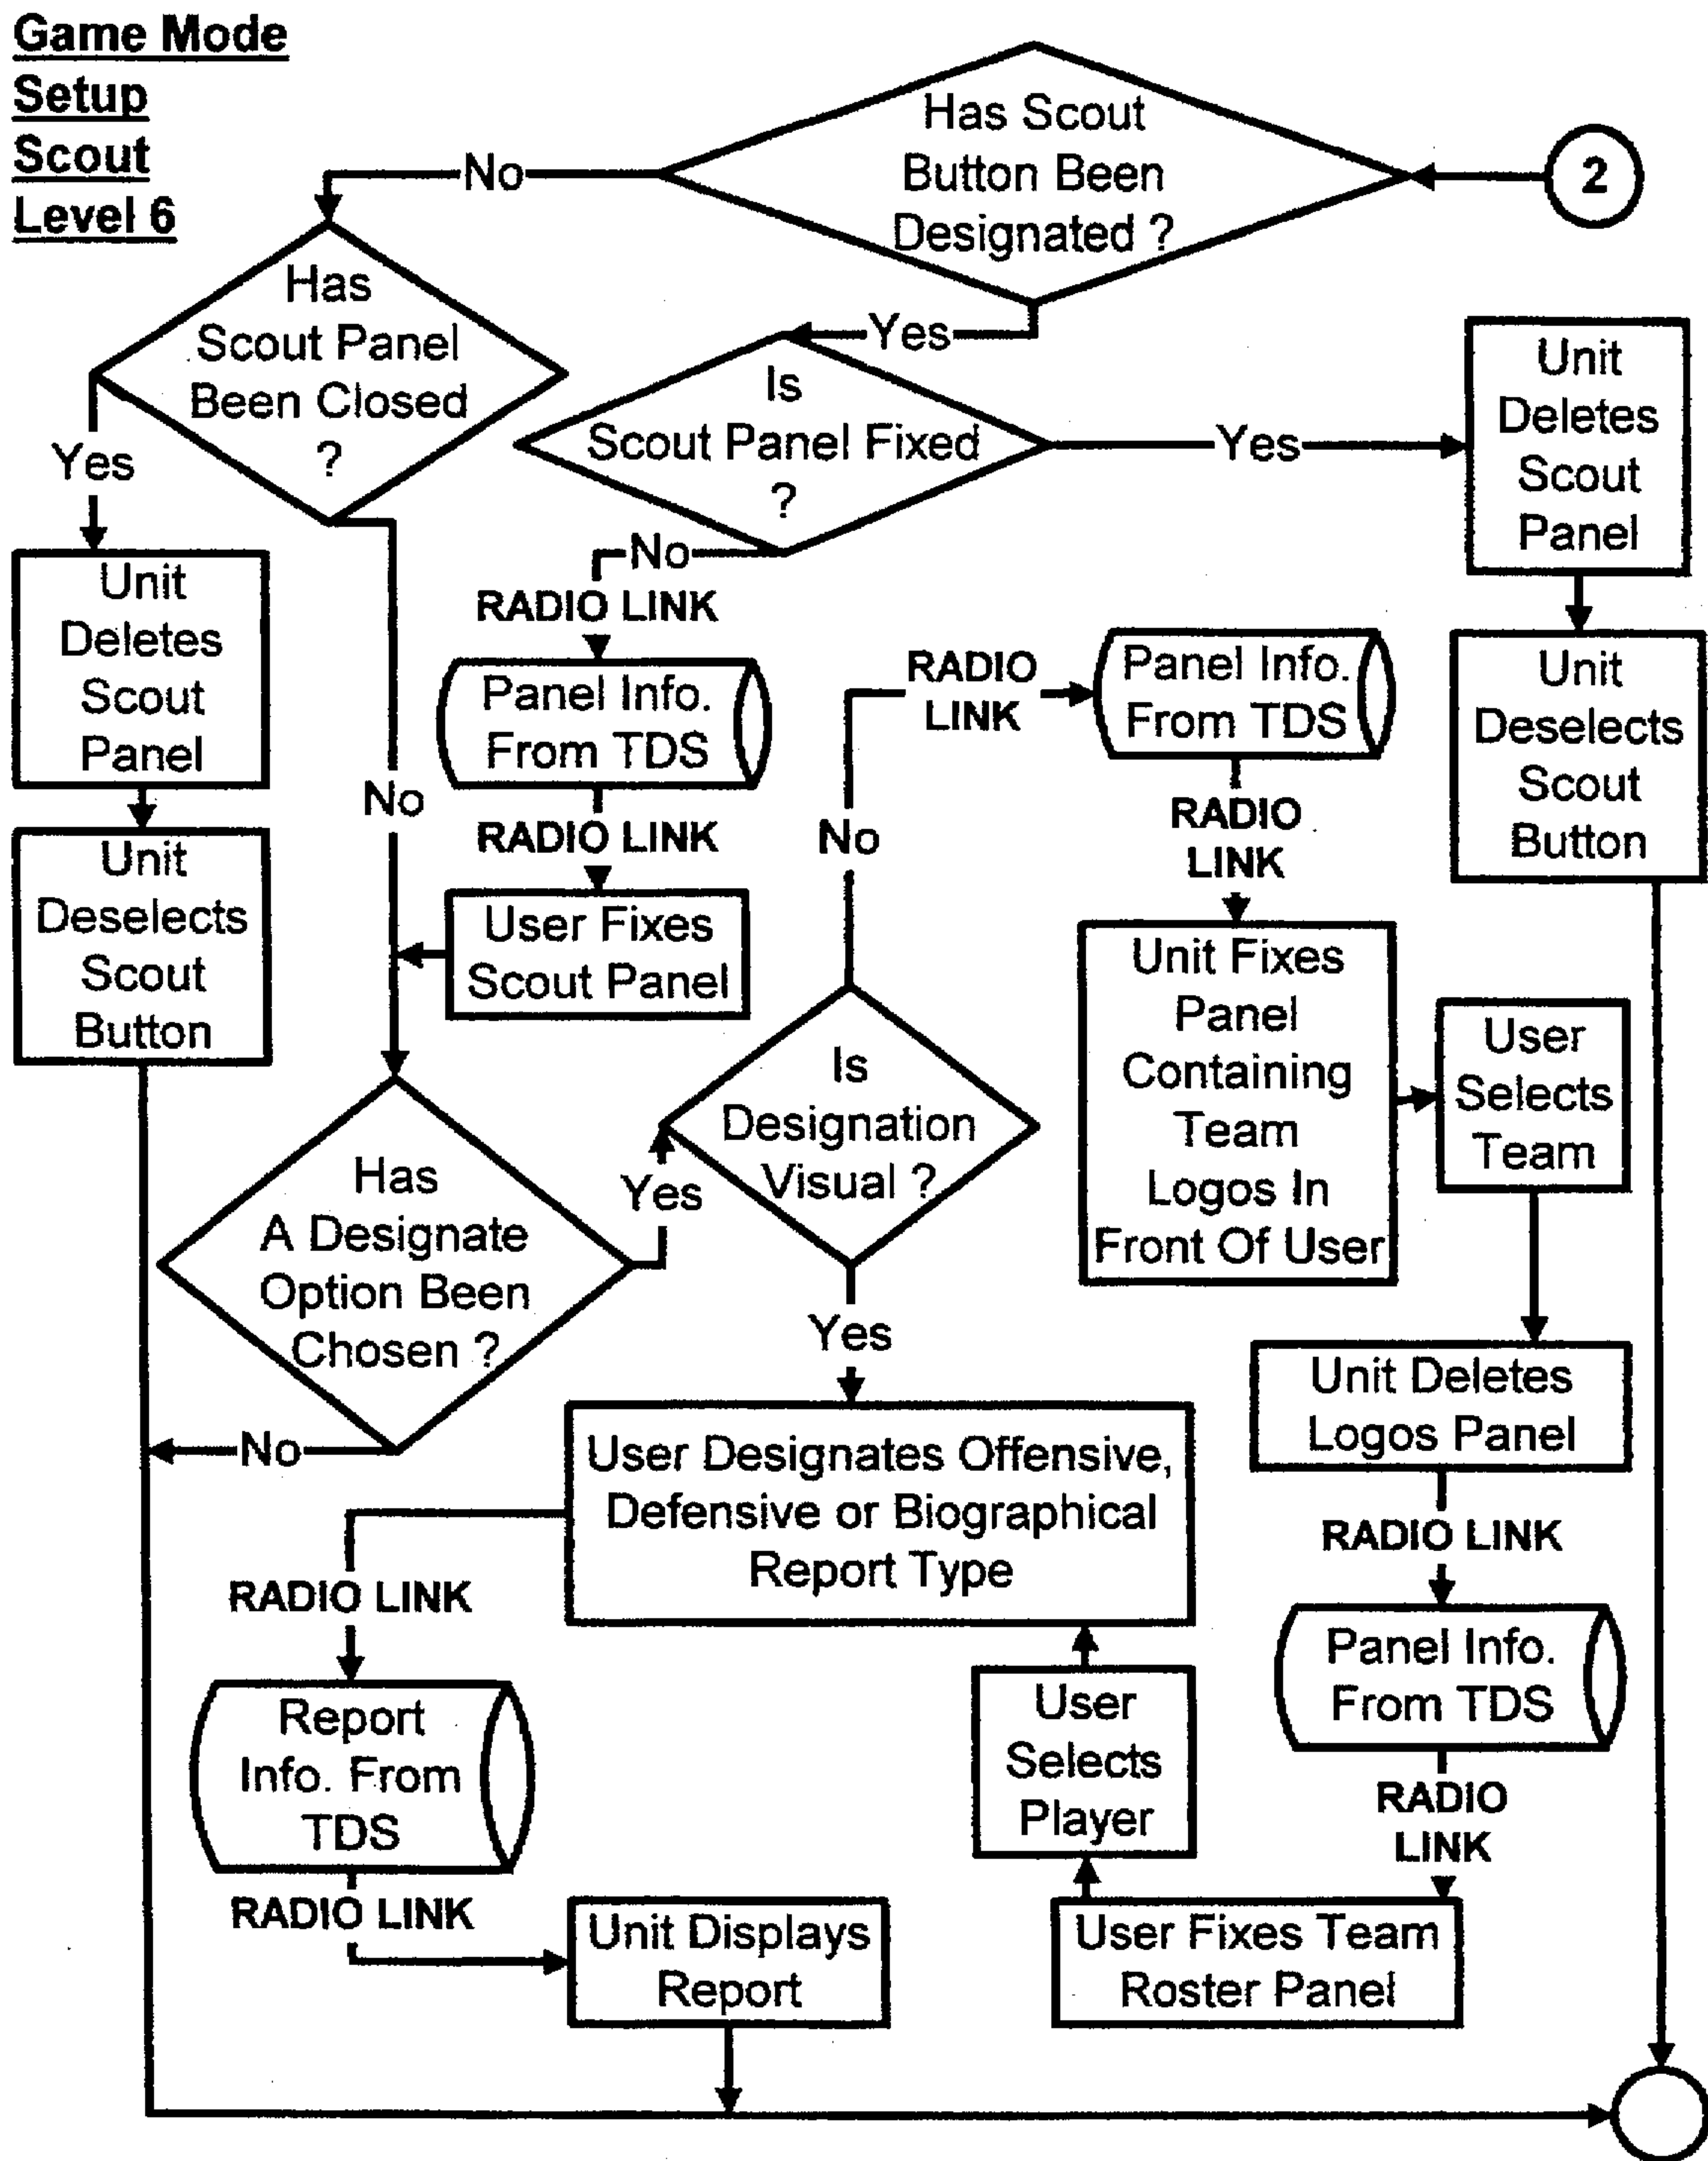 Game Mode
Setup
Scout
Level 6
Has Scout
Button Been
Designated ?
2
No
Has
Scout Panel
Been Closed
?
Yes
Is
Scout Panel Fixed
?
Yes
Unit
Deletes
Scout
Panel
Yes
No
RADIO LINK
Unit
Deletes
Scout
Panel
Panel Info.
From TDS
RADIO
LINK
Panel Info.
From TDS
Unit
Deselects
Scout
Button
No
RADIO LINK
No
RADIO
LINK
Unit
Deselects
Scout
Button
User Fixes
Scout Panel
Unit Fixes
Panel
Containing
Team
Logos In
Front Of User
User
Selects
Team
Is
Designation
Visual ?
Has
A Designate
Option Been
Chosen ?
Yes
Yes
No
Unit Deletes
Logos Panel
User Designates Offensive,
Defensive or Biographical
Report Type
RADIO LINK
RADIO LINK
Panel Info.
From TDS
Report
Info. From
TDS
User
Selects
Player
RADIO
LINK
RADIO LINK
Unit Displays
Report
User Fixes Team
Roster Panel